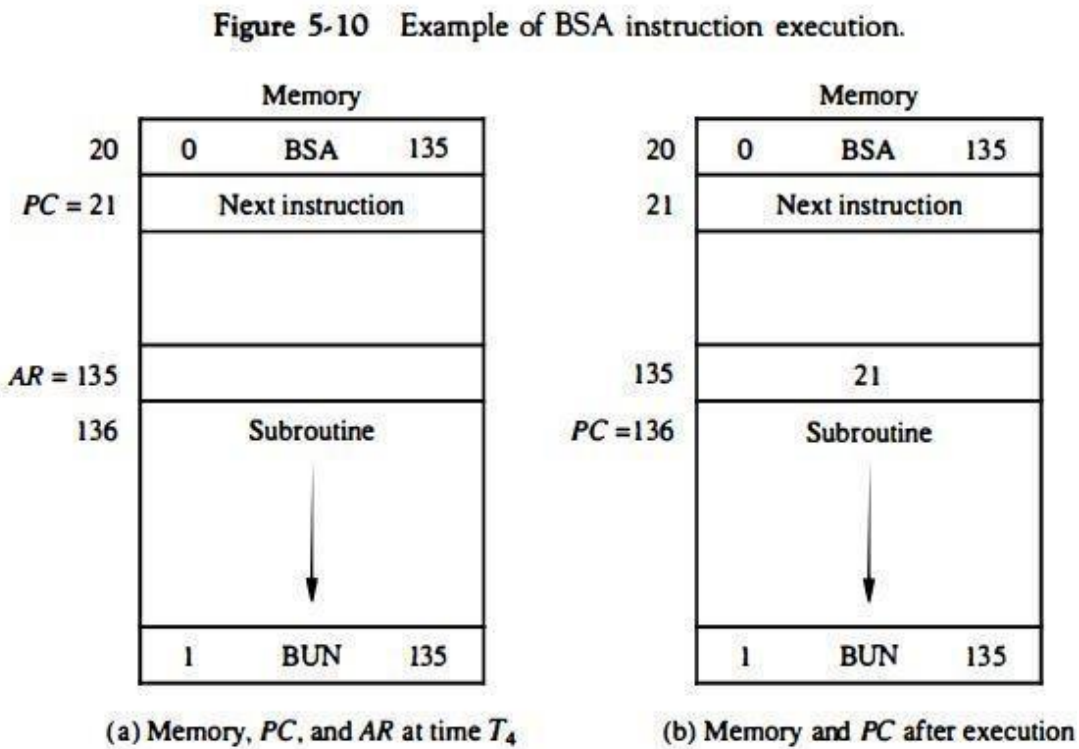 Figure 5-10 Example of BSA instruction execution.
Memory
20 0 BSA 135
PC = 21 Next instruction
AR = 135
136 Subroutine
1 BUN 135
(a) Memory, PC, and AR at time T₄
Memory
20 0 BSA 135
21 Next instruction
135 21
PC =136 Subroutine
1 BUN 135
(b) Memory and PC after execution